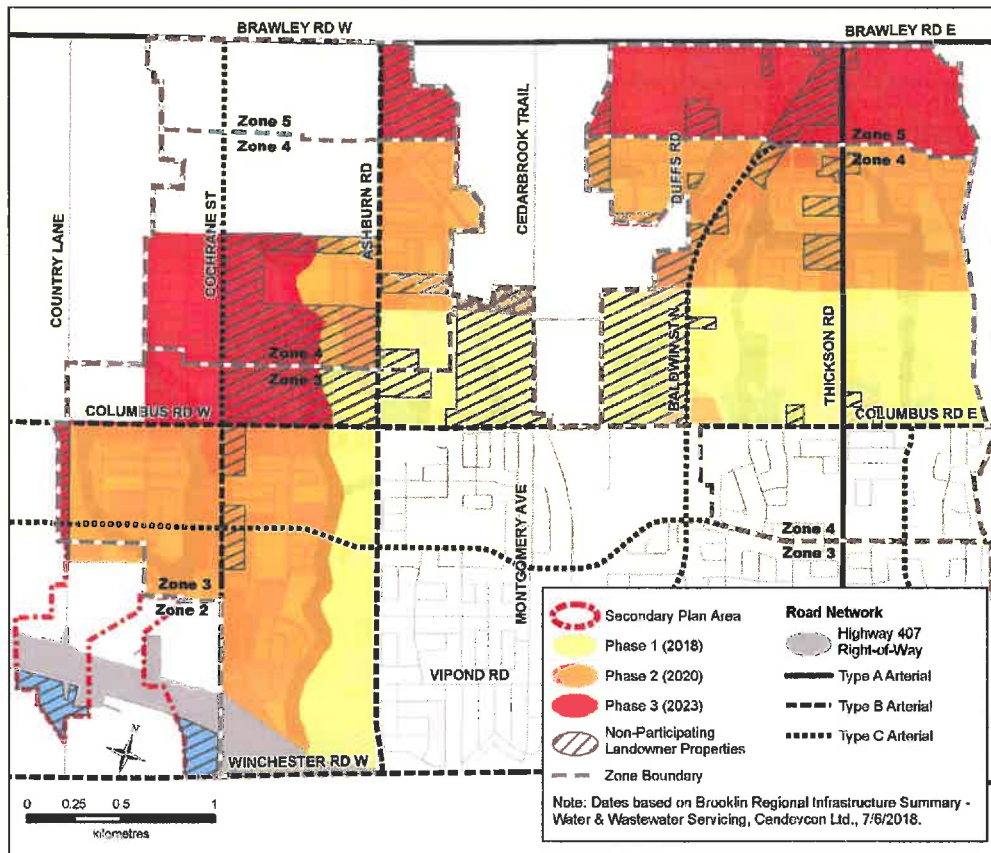 BRAWLEY RD W
BRAWLEY RD E
Zone 5
Zone 4
Zone 5
Zone 4
COUNTRY LANE
COCHRANE ST
ASHBURN RD
CEDARBROOK TRAIL
DUFFS RD
BALDWIN ST N
THICKSON RD
Zone 4
Zone 3
COLUMBUS RD W
COLUMBUS RD E
MONTGOMERY AVE
Zone 4
Zone 3
Zone 3
Zone 2
VIPOND RD
WINCHESTER RD W
N
0 0.25 0.5 1
kilometres
Secondary Plan Area
Phase 1 (2018)
Phase 2 (2020)
Phase 3 (2023)
Non-Participating
Landowner Properties
Zone Boundary
Road Network
Highway 407
Right-of-Way
Type A Arterial
Type B Arterial
Type C Arterial
Note: Dates based on Brooklin Regional Infrastructure Summary -
Water & Wastewater Servicing, Candevcon Ltd., 7/6/2018.